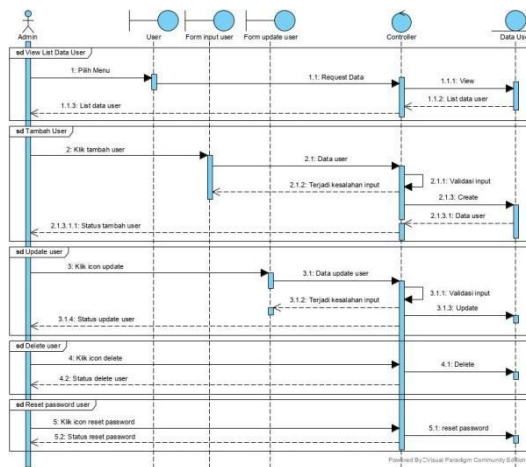 Admin
User
Form input user
Form update user
Controller
Data Use
sd View List Data User
1: Pilih Menu
1.1: Request Data
1.1.1: View
1.1.2: List data user
1.1.3: List data user
sd Tambah User
2: Klik tambah user
2.1: Data user
2.1.1: Validasi input
2.1.2: Terjadi kesalahan input
2.1.3: Create
2.1.3.1: Data user
2.1.3.1.1: Status tambah user
sd Update user
3: Klik icon update
3.1: Data update user
3.1.1: Validasi input
3.1.2: Terjadi kesalahan input
3.1.3: Update
3.1.4: Status update user
sd Delete user
4: Klik icon delete
4.1: Delete
4.2: Status delete user
sd Reset password user
5: Klik icon reset password
5.1: reset password
5.2: Status reset password
Powered By Visual Paradigm Community Edition